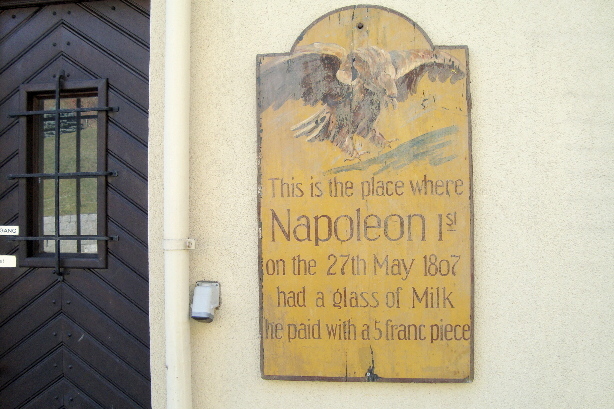 This is the place where
Napoleon 1st
on the 27th May 1807
had a glass of Milk
he paid with a 5 franc piece